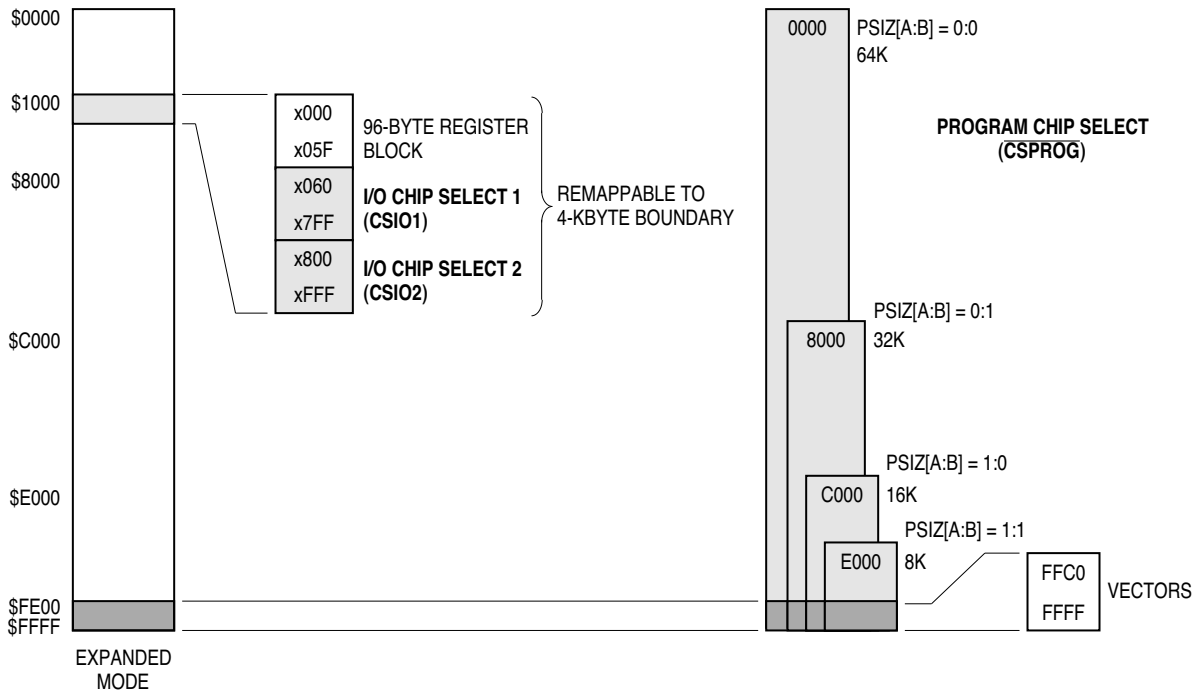 $0000
$1000
$8000
$C000
$E000
$FE00
$FFFF
EXPANDED
MODE
x000
x05F
96-BYTE REGISTER
BLOCK
x060
x7FF
I/O CHIP SELECT 1
(CSIO1)
x800
xFFF
I/O CHIP SELECT 2
(CSIO2)
REMAPPABLE TO
4-KBYTE BOUNDARY
0000
PSIZ[A:B] = 0:0
64K
PROGRAM CHIP SELECT
(CSPROG)
8000
PSIZ[A:B] = 0:1
32K
C000
PSIZ[A:B] = 1:0
16K
E000
PSIZ[A:B] = 1:1
8K
FFC0
FFFF
VECTORS